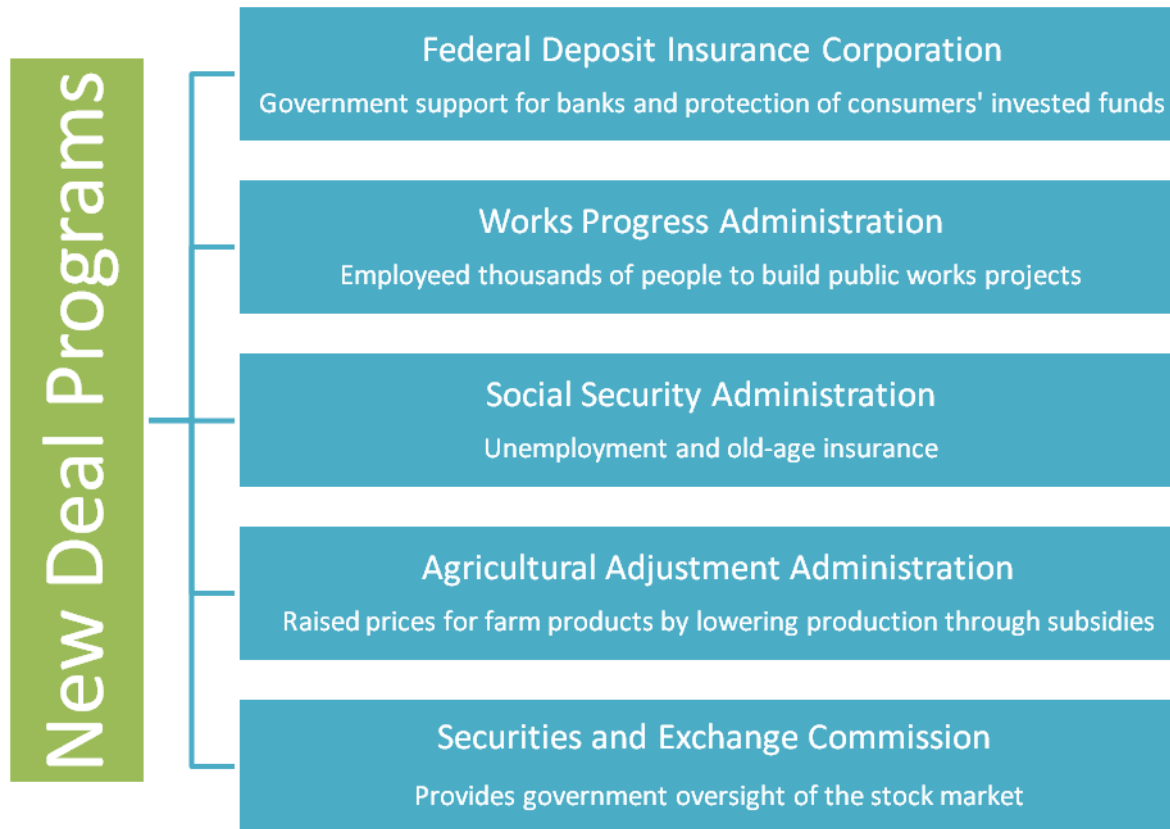 New Deal Programs
Federal Deposit Insurance Corporation
Government support for banks and protection of consumers' invested funds
Works Progress Administration
Employeed thousands of people to build public works projects
Social Security Administration
Unemployment and old-age insurance
Agricultural Adjustment Administration
Raised prices for farm products by lowering production through subsidies
Securities and Exchange Commission
Provides government oversight of the stock market